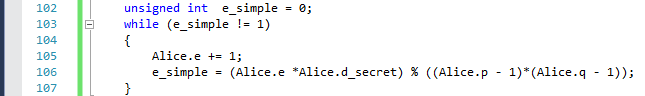 102 unsigned int e_simple = 0;
103 while (e_simple != 1)
104 {
105 Alice.e += 1;
106 e_simple = (Alice.e *Alice.d_secret) % ((Alice.p - 1)*(Alice.q - 1));
107 }